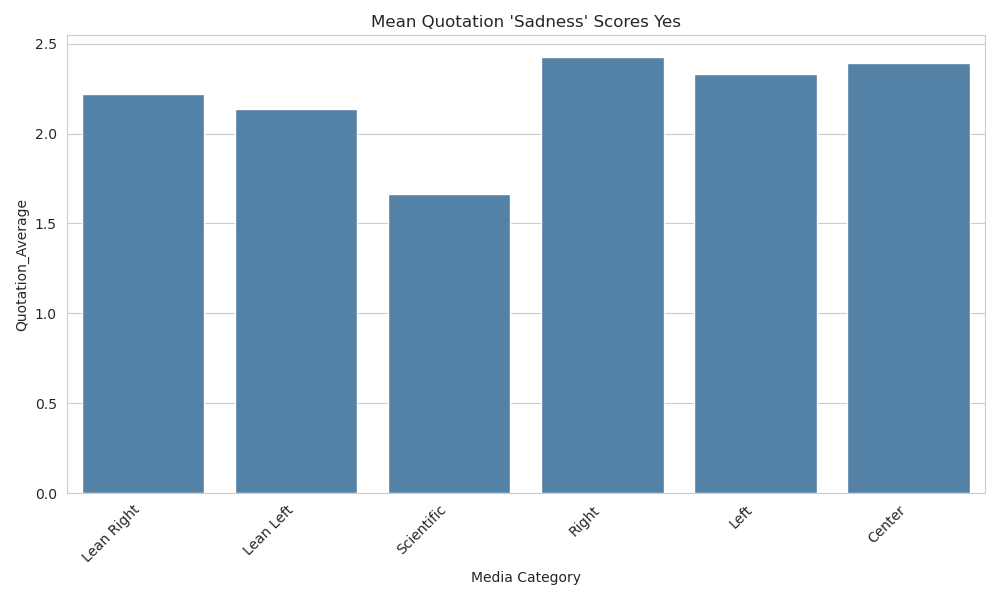 Mean Quotation 'Sadness' Scores Yes
2.5
2.0
1.5
1.0
0.5
0.0
Quotation_Average
Lean Right
Lean Left
Scientific
Right
Left
Center
Media Category